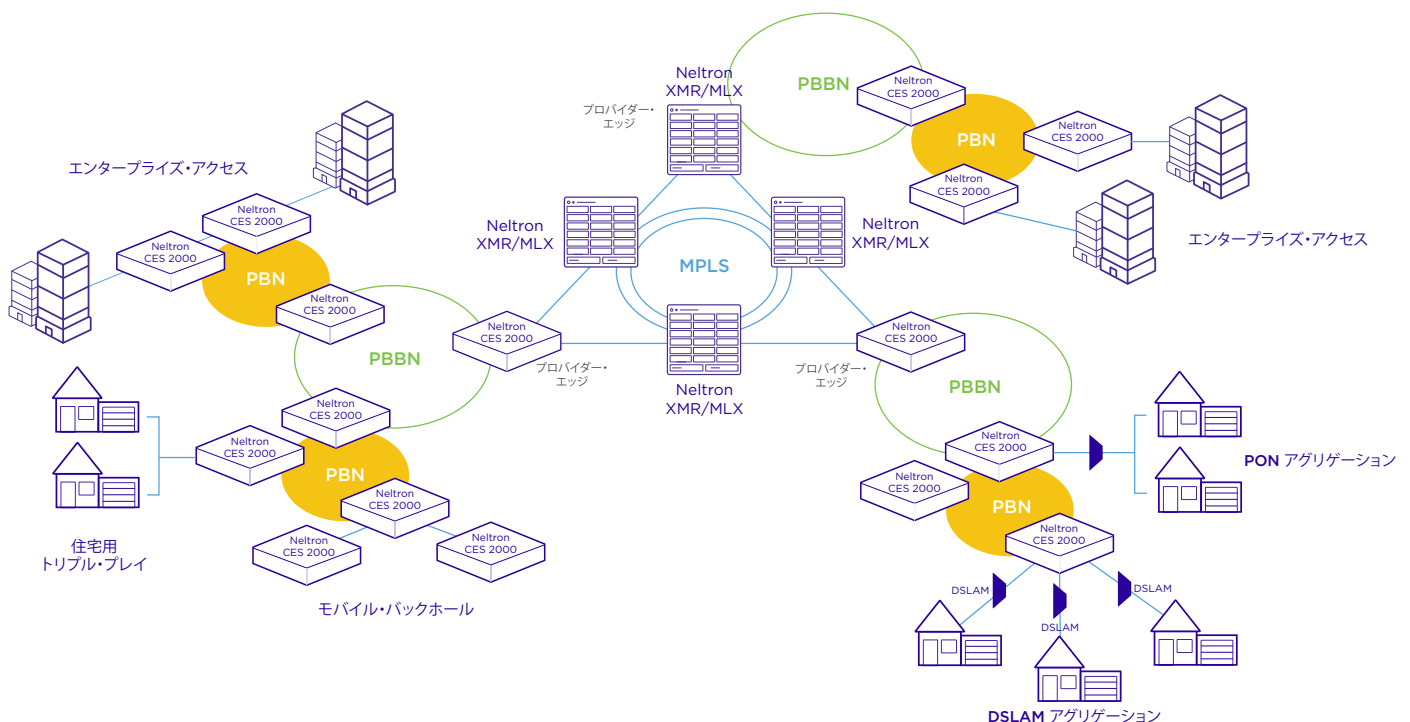 Neltron
XMR/MLX
プロバイダー・
エッジ
PBBN
Neltron
CES 2000
PBN
Neltron
CES 2000
Neltron
CES 2000
エンタープライズ・アクセス
エンタープライズ・アクセス
Neltron
CES 2000
Neltron
CES 2000
PBN
Neltron
CES 2000
Neltron
XMR/MLX
Neltron
XMR/MLX
MPLS
PBBN
Neltron
CES 2000
プロバイダー・
エッジ
Neltron
XMR/MLX
プロバイダー・
エッジ
Neltron
CES 2000
PBBN
Neltron
CES 2000
Neltron
CES 2000
PBN
Neltron
CES 2000
Neltron
CES 2000
Neltron
CES 2000
住宅用
トリプル・プレイ
モバイル・バックホール
Neltron
CES 2000
Neltron
CES 2000
PBN
Neltron
CES 2000
PON アグリゲーション
DSLAM
DSLAM
DSLAM
DSLAM アグリゲーション